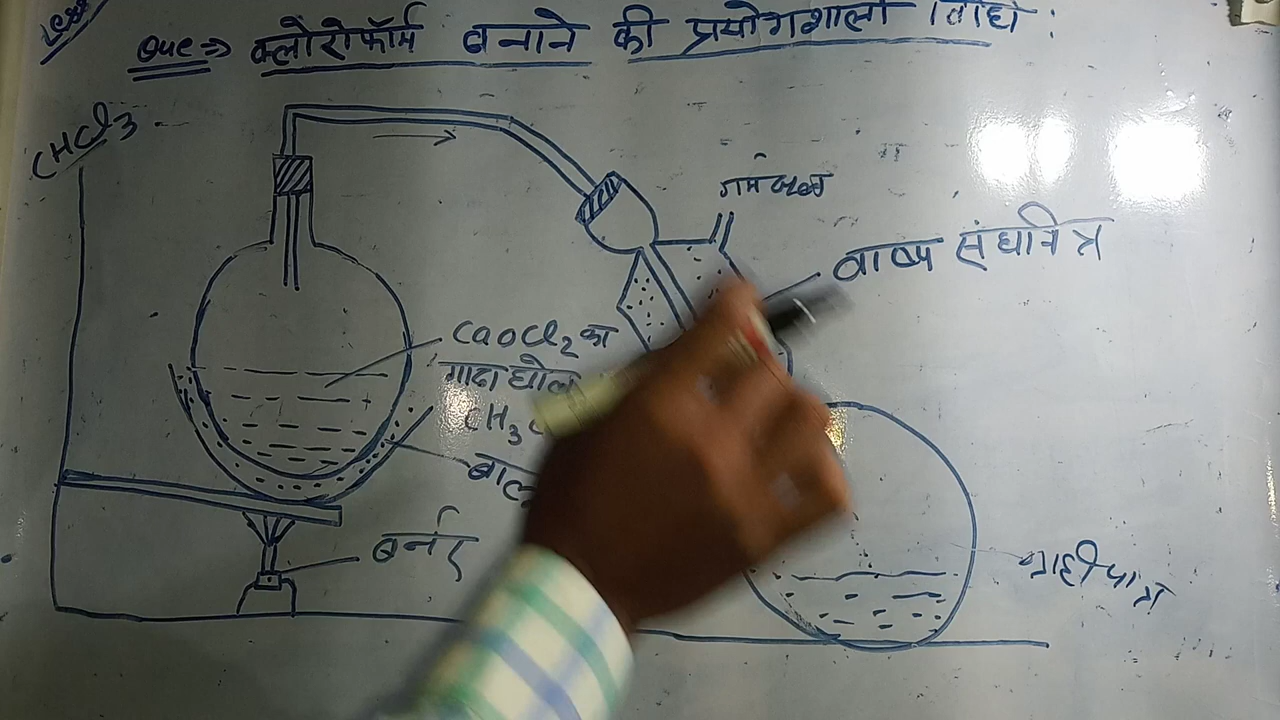 Que ⇒ क्लोरोफॉर्म बनाने की प्रयोगशाला विधि :
CHCl3
गर्म जल
वाष्प संघनित्र
CaOCl2 का
गाढा घोल
CH3
बर्नर